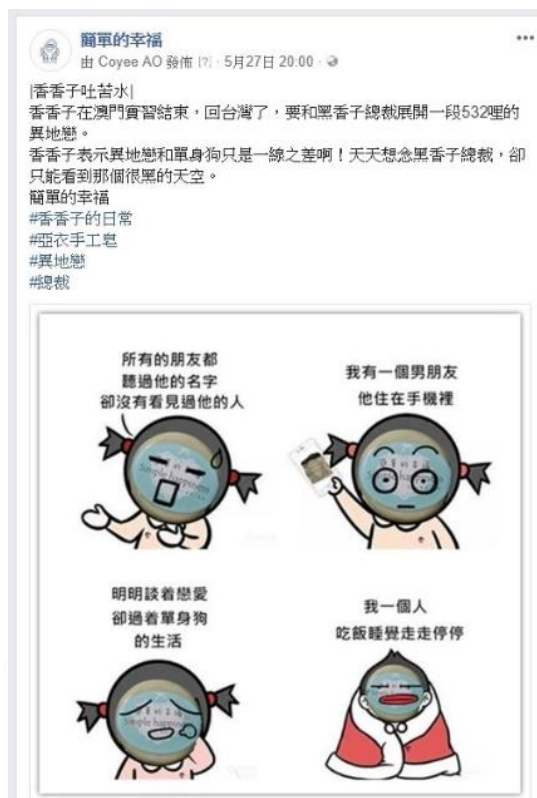 簡單的幸福
由 Coyee AO 發佈 [?] · 5月27日 20:00 ·
|香香子吐苦水|
香香子在澳門實習結束，回台灣了，要和黑香子總裁展開一段532哩的
異地戀。
香香子表示異地戀和單身狗只是一線之差啊！天天想念黑香子總裁，卻
只能看到那個很黑的天空。
簡單的幸福
#香香子的日常
#亞衣手工皂
#異地戀
#總裁
所有的朋友都
聽過他的名字
卻沒有看見過他的人
我有一個男朋友
他住在手機裡
Simple happiness
明明談着戀愛
卻過着單身狗
的生活
我一個人
吃飯睡覺走走停停